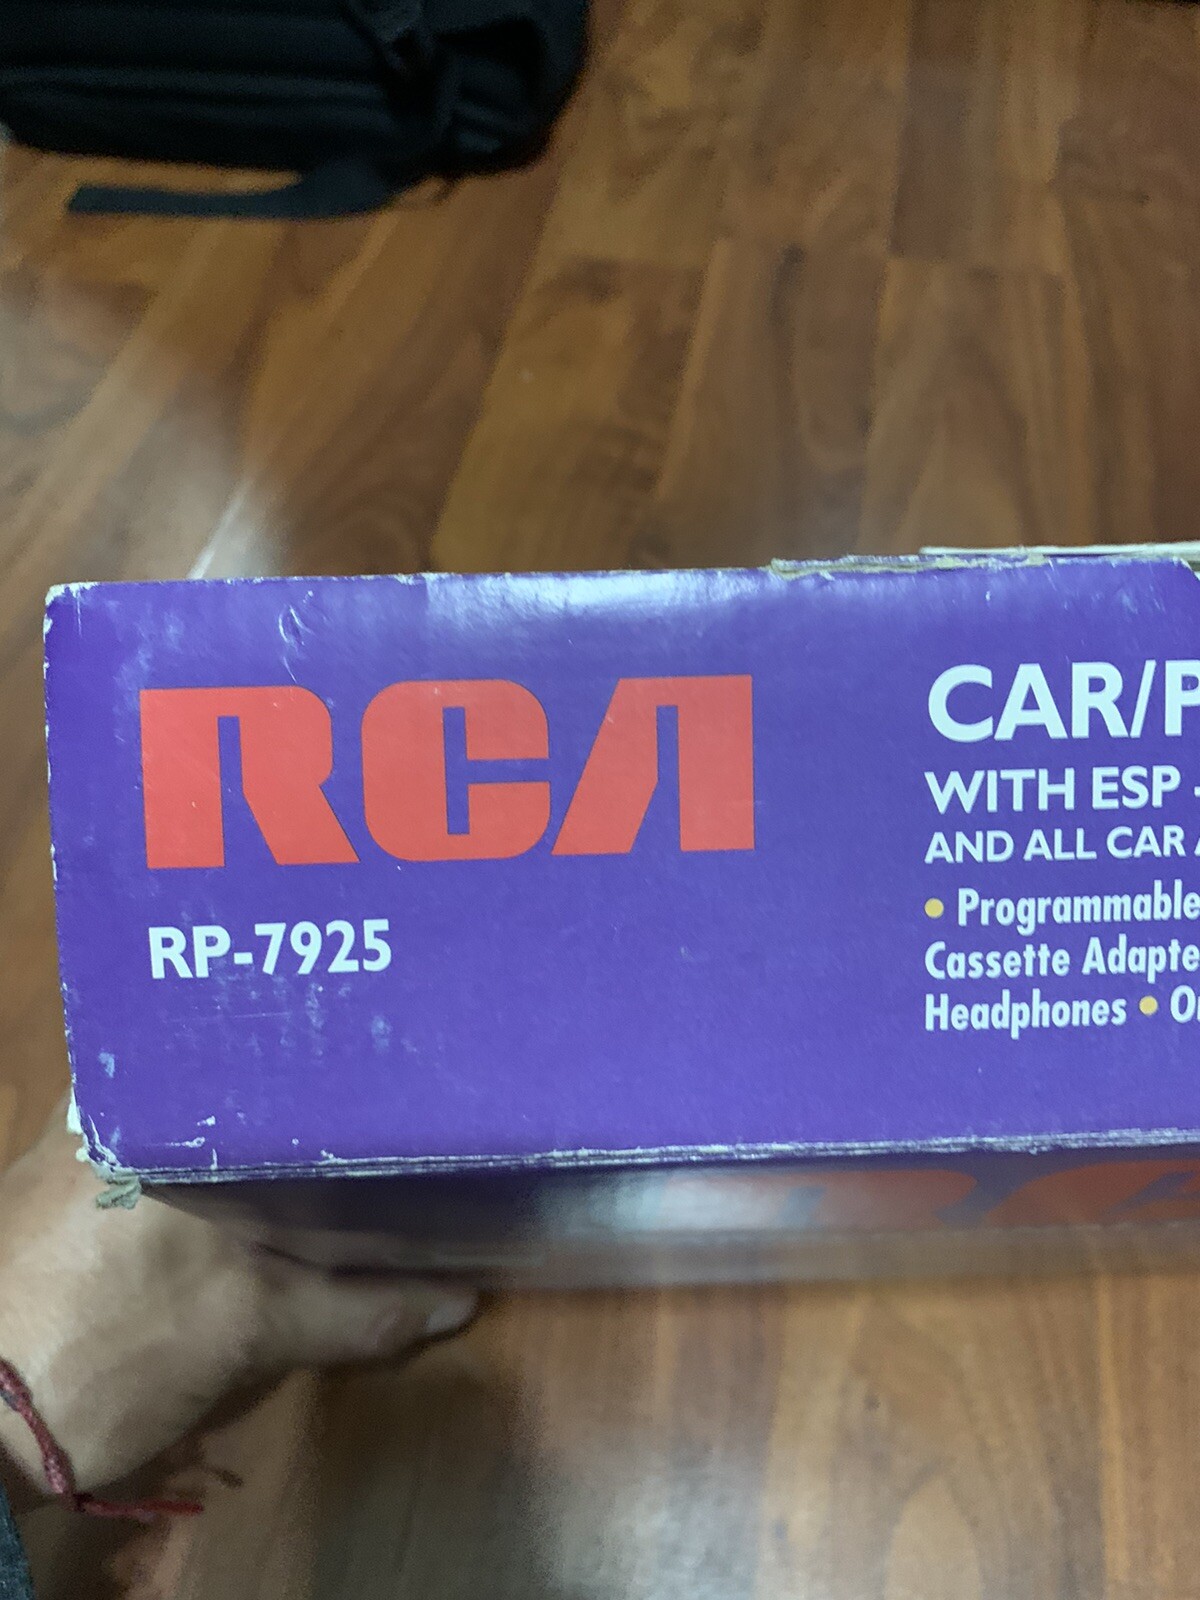 RCA
RP-7925
CAR/P
WITH ESP -
AND ALL CAR
• Programmable
Cassette Adapte
Headphones •